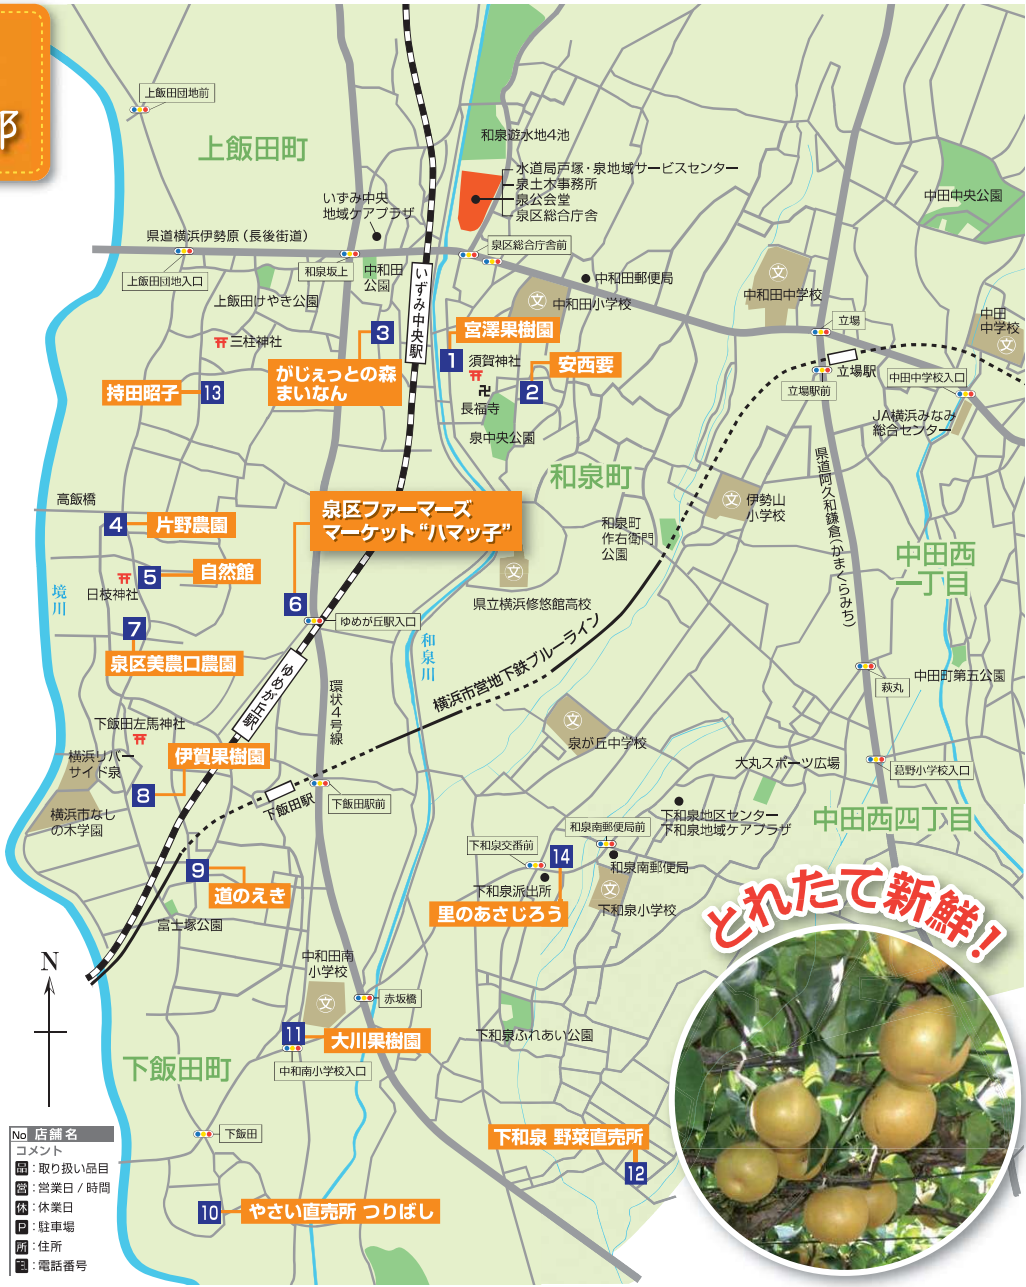 部
上飯田団地前
上飯田町
和泉遊水地4池
水道局戸塚・泉地域サービスセンター
泉土木事務所
泉公会堂
泉区総合庁舎
中田中央公園
いずみ中央
地域ケアプラザ
県道横浜伊勢原(長後街道)
泉区総合庁舎前
上飯田団地入口
和泉坂上
中和田
公園
いずみ中央駅
中和田郵便局
文
中和田小学校
文
中和田中学校
上飯田けやき公園
立場
中田
中学校
文
三柱神社
3
がじぇっとの森
まいなん
宮澤果樹園
1
須賀神社
安西要
2
長福寺
泉中央公園
立場駅
立場駅前
中田中学校入口
持田昭子
13
JA横浜みなみ
総合センター
和泉町
県道阿久和鎌倉(かまくらみち)
高飯橋
4
片野農園
泉区ファーマーズ
マーケット“ハマッ子”
文
伊勢山
小学校
和泉町
作右衛門
公園
中田西
一丁目
境川
5
自然館
日枝神社
6
文
県立横浜修悠館高校
7
泉区美農口農園
ゆめが丘駅入口
和泉川
横浜市営地下鉄ブルーライン
ゆめが丘駅
環状4号線
萩丸
中田町第五公園
下飯田左馬神社
横浜リバー
サイド泉
伊賀果樹園
8
文
泉が丘中学校
大丸スポーツ広場
葛野小学校入口
横浜市なし
の木学園
下飯田駅
下飯田駅前
下和泉地区センター
下和泉地域ケアプラザ
中田西四丁目
和泉南郵便局前
下和泉交番前
14
和泉南郵便局
9
道のえき
下和泉派出所
里のあさじろう
文
下和泉小学校
富士塚公園
とれたて新鮮!
N
中和田南
小学校
文
赤坂橋
11
大川果樹園
中和南小学校入口
下和泉ふれあい公園
下飯田町
下飯田
下和泉 野菜直売所
12
10
やさい直売所 つりばし
No 店舗名
コメント
品:取り扱い品目
営:営業日/時間
休:休業日
P:駐車場
所:住所
:電話番号